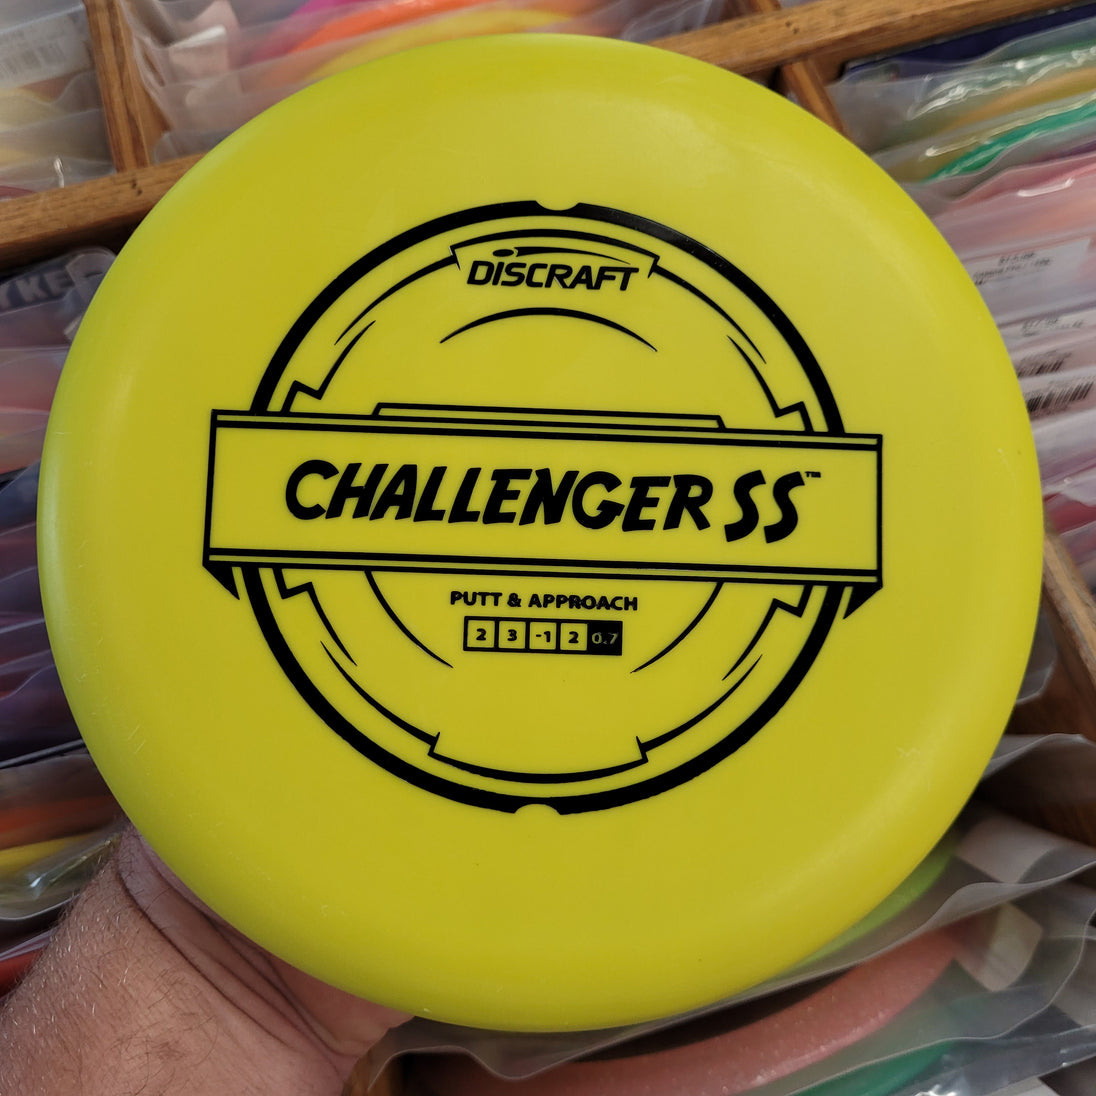 DISCRAFT
CHALLENGER SS™
PUTT & APPROACH
2 3 -1 2 0.7